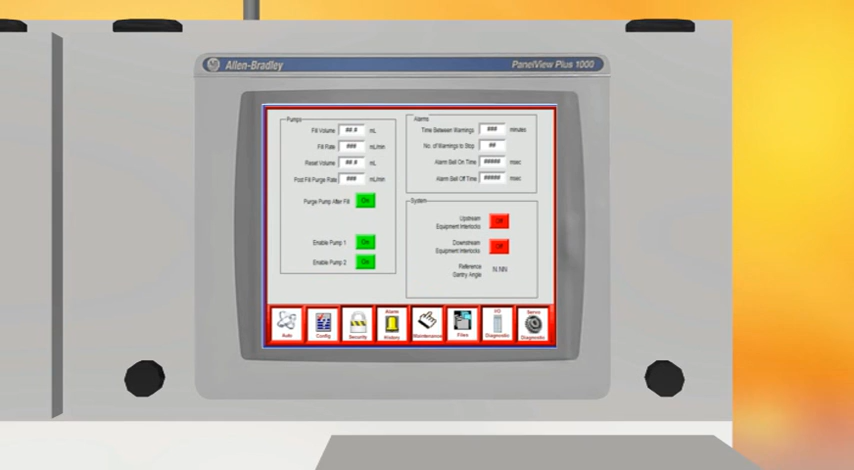 Allen-Bradley
PanelView Plus 1000
Pumps
Fill Volume ##.# mL
Fill Rate ### mL/min
Reset Volume ##.# mL
Post Fill Purge Rate ### mL/min
Purge Pump After Fill On
Enable Pump 1 On
Enable Pump 2 On
Alarms
Time Between Warnings ### minutes
No. of Warnings to Stop ##
Alarm Bell On Time ##### msec
Alarm Bell Off Time ##### msec
System
Upstream
Equipment Interlocks Off
Downstream
Equipment Interlocks Off
Reference
Gantry Angle N.NN
Auto
Config
Security
Alarm
History
Maintenance
Files
I/O
Diagnostic
Servo
Diagnostic